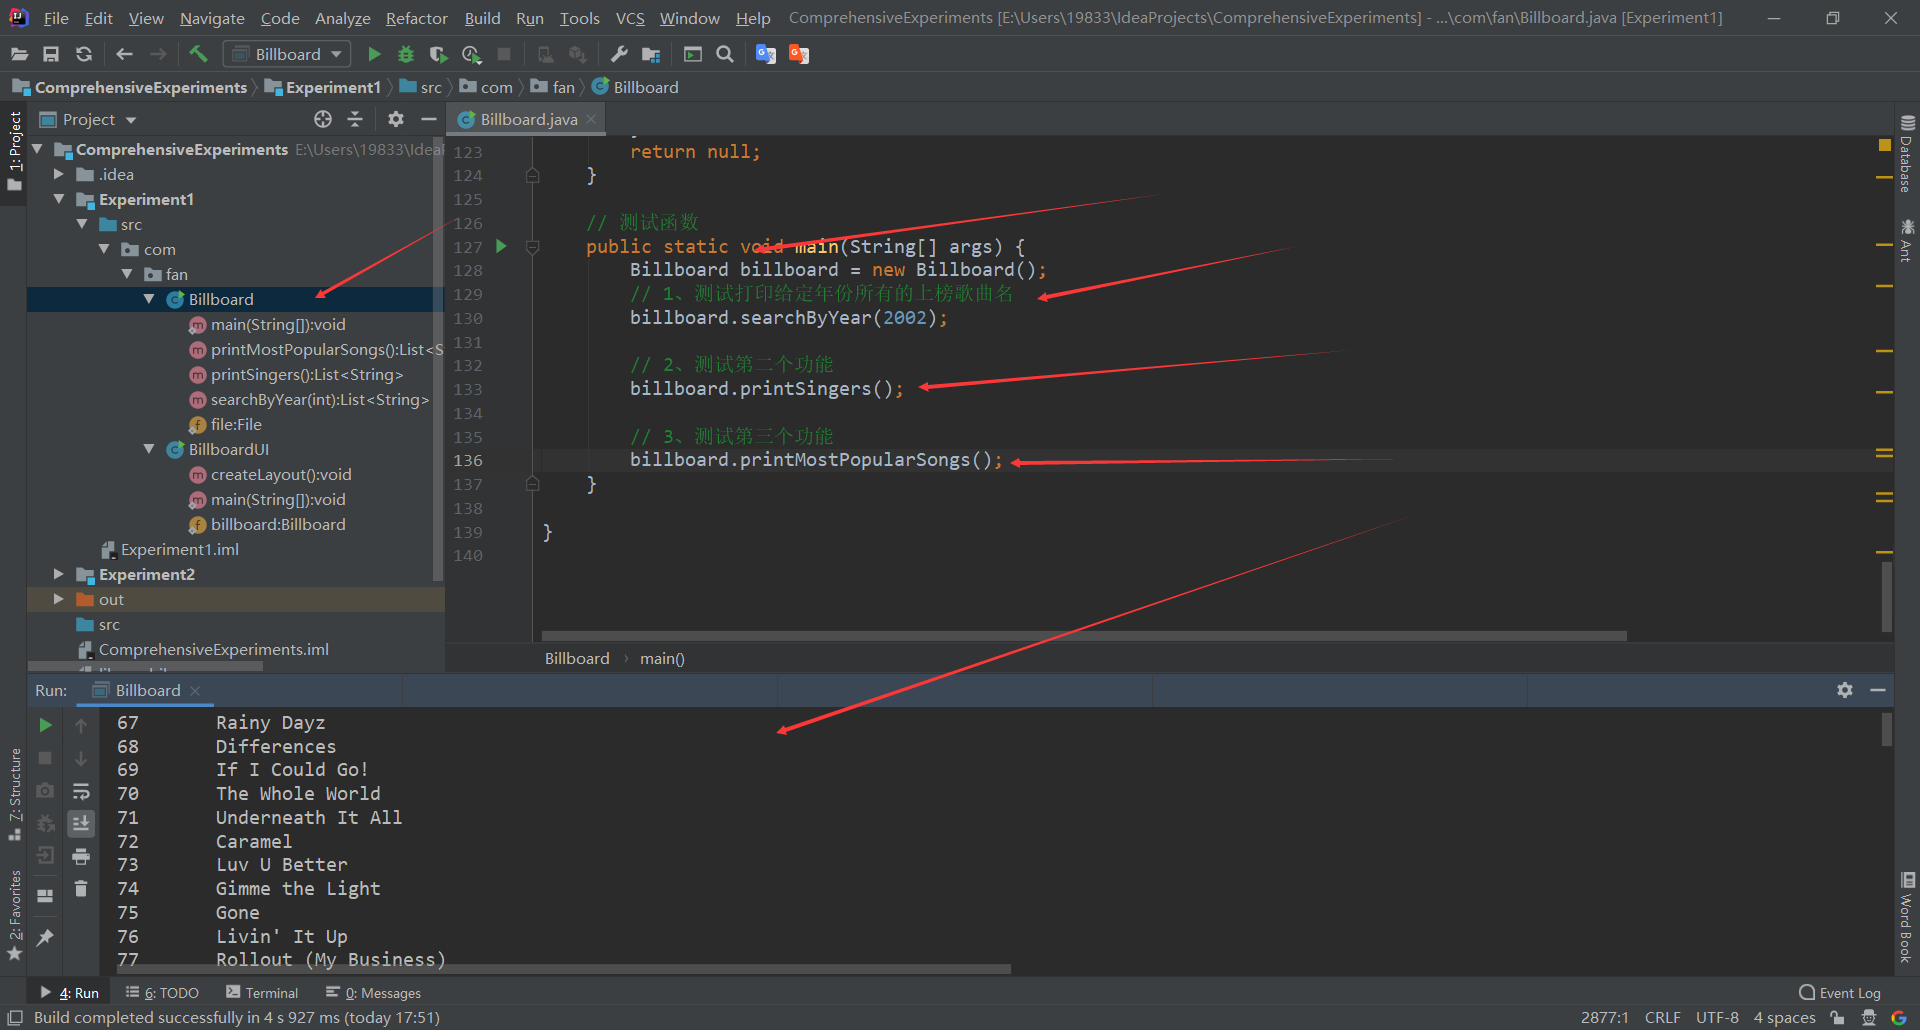 File Edit View Navigate Code Analyze Refactor Build Run Tools VCS Window Help ComprehensiveExperiments [E:\Users\19833\IdeaProjects\ComprehensiveExperiments] - ...\com\fan\Billboard.java [Experiment1]
Billboard
ComprehensiveExperiments Experiment1 src com fan Billboard
Project
Billboard.java
1: Project
ComprehensiveExperiments E:\Users\19833\Idea
.idea
Experiment1
src
com
fan
Billboard
main(String[]):void
printMostPopularSongs():List<S
printSingers():List<String>
searchByYear(int):List<String>
file:File
BillboardUI
createLayout():void
main(String[]):void
billboard:Billboard
Experiment1.iml
Experiment2
out
src
ComprehensiveExperiments.iml
123 return null;
124 }
125
126 // 测试函数
127 public static void main(String[] args) {
128 Billboard billboard = new Billboard();
129 // 1、测试打印给定年份所有的上榜歌曲名
130 billboard.searchByYear(2002);
131
132 // 2、测试第二个功能
133 billboard.printSingers();
134
135 // 3、测试第三个功能
136 billboard.printMostPopularSongs();
137 }
138
139 }
140
Billboard › main()
Database
Ant
Word Book
Run: Billboard
67 Rainy Dayz
68 Differences
69 If I Could Go!
70 The Whole World
71 Underneath It All
72 Caramel
73 Luv U Better
74 Gimme the Light
75 Gone
76 Livin' It Up
77 Rollout (My Business)
7: Structure
2: Favorites
4: Run 6: TODO Terminal 0: Messages Event Log
Build completed successfully in 4 s 927 ms (today 17:51) 2877:1 CRLF UTF-8 4 spaces